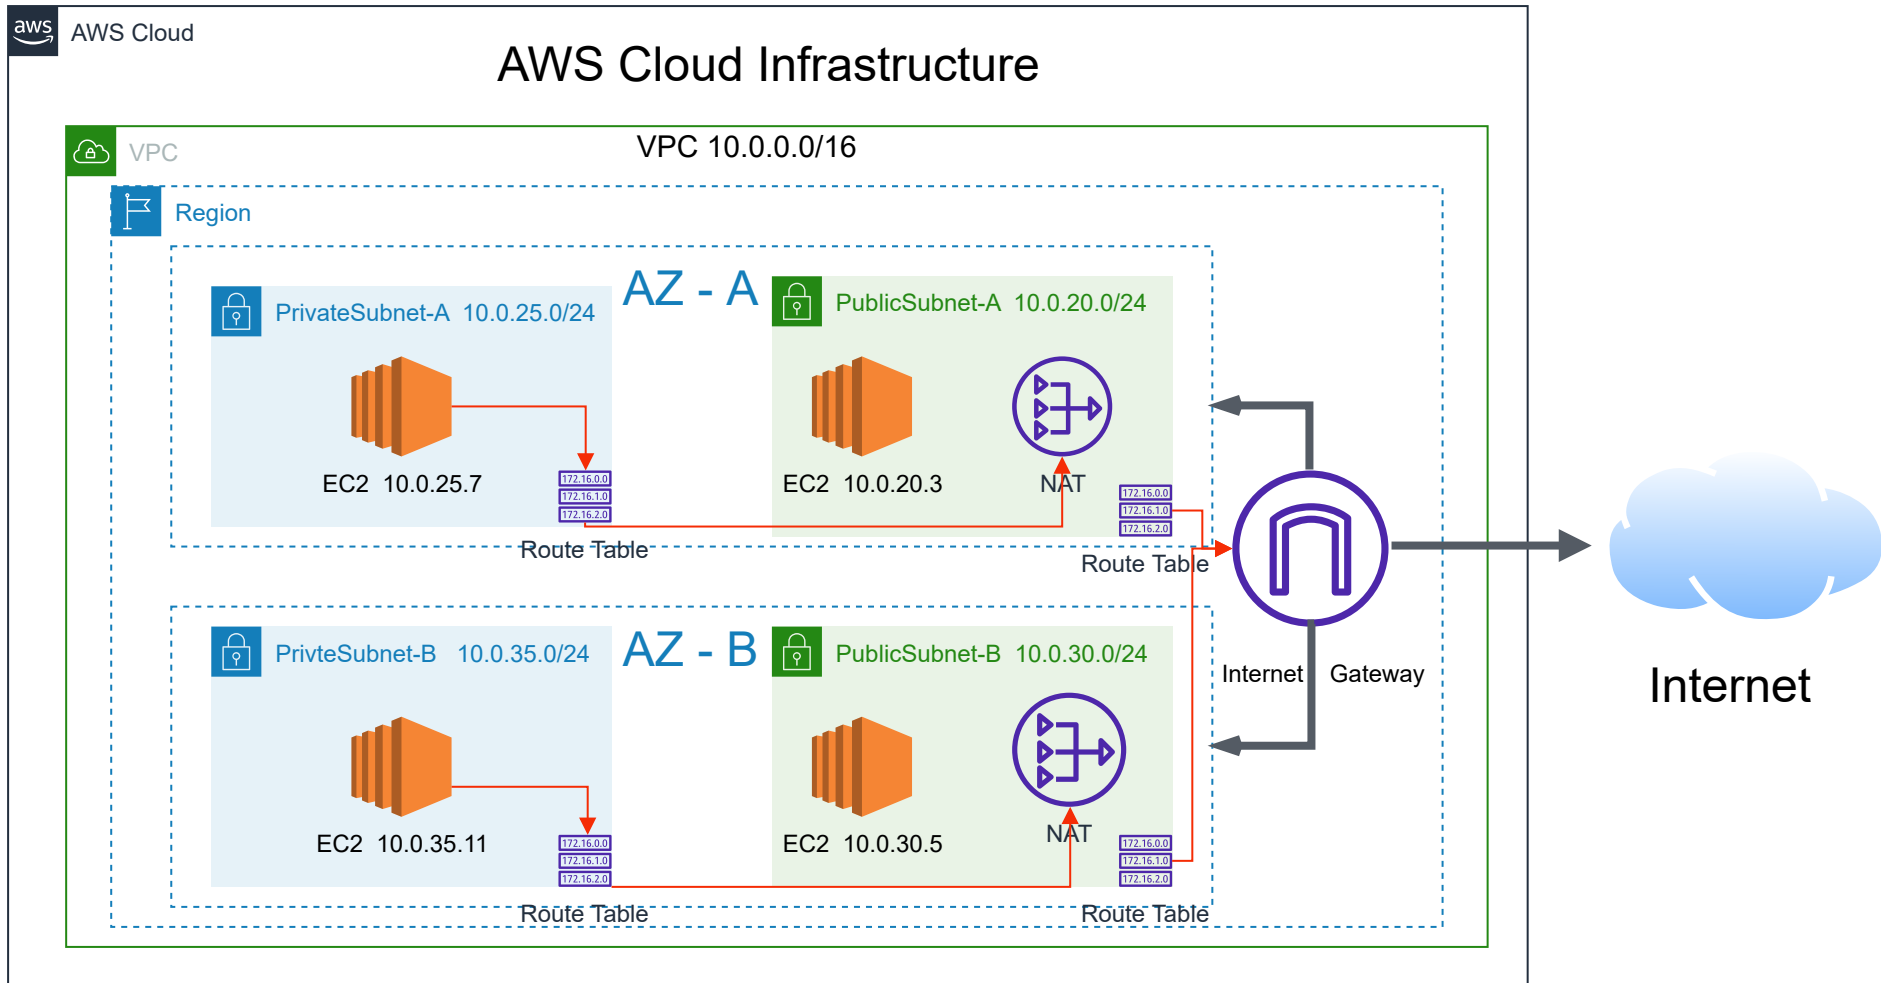 aws
AWS Cloud
AWS Cloud Infrastructure
VPC
VPC 10.0.0.0/16
Region
AZ - A
PrivateSubnet-A 10.0.25.0/24
EC2 10.0.25.7
172.16.0.0
172.16.1.0
172.16.2.0
Route Table
PublicSubnet-A 10.0.20.0/24
EC2 10.0.20.3
NAT
172.16.0.0
172.16.1.0
172.16.2.0
Route Table
AZ - B
PrivteSubnet-B 10.0.35.0/24
EC2 10.0.35.11
172.16.0.0
172.16.1.0
172.16.2.0
Route Table
PublicSubnet-B 10.0.30.0/24
EC2 10.0.30.5
NAT
172.16.0.0
172.16.1.0
172.16.2.0
Route Table
Internet Gateway
Internet